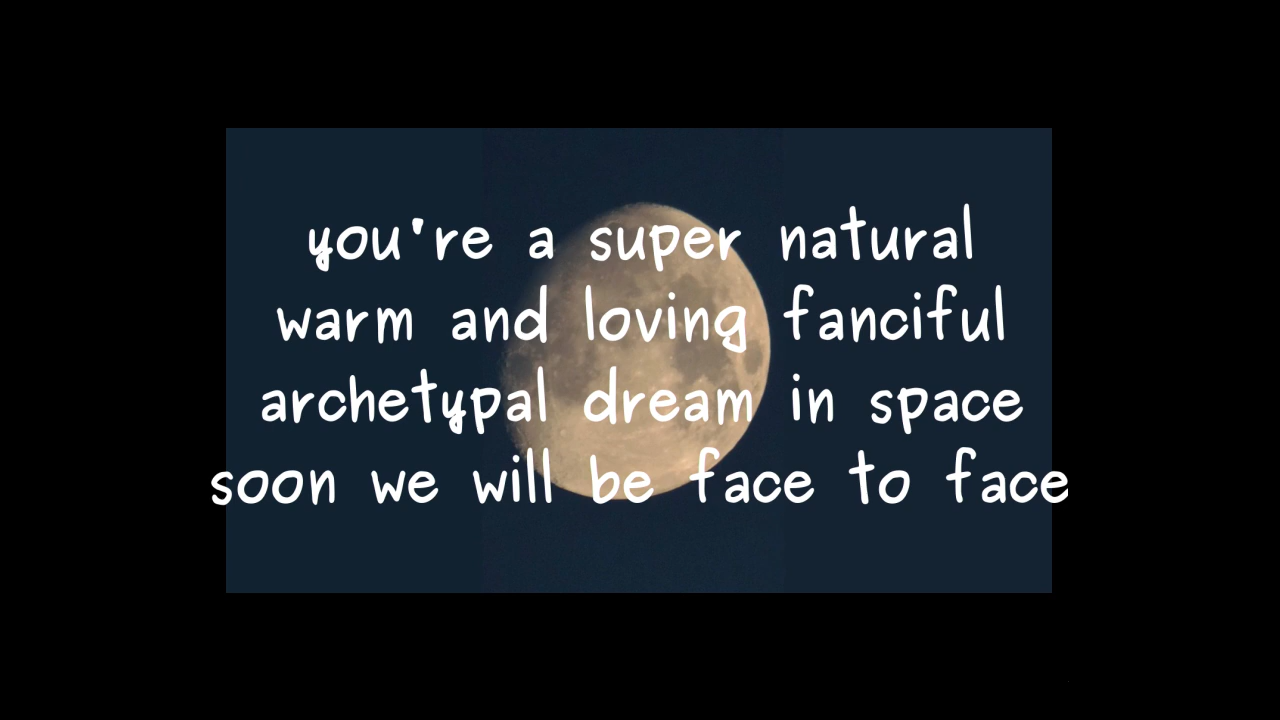 you're a super natural
warm and loving fanciful
archetypal dream in space
soon we will be face to face